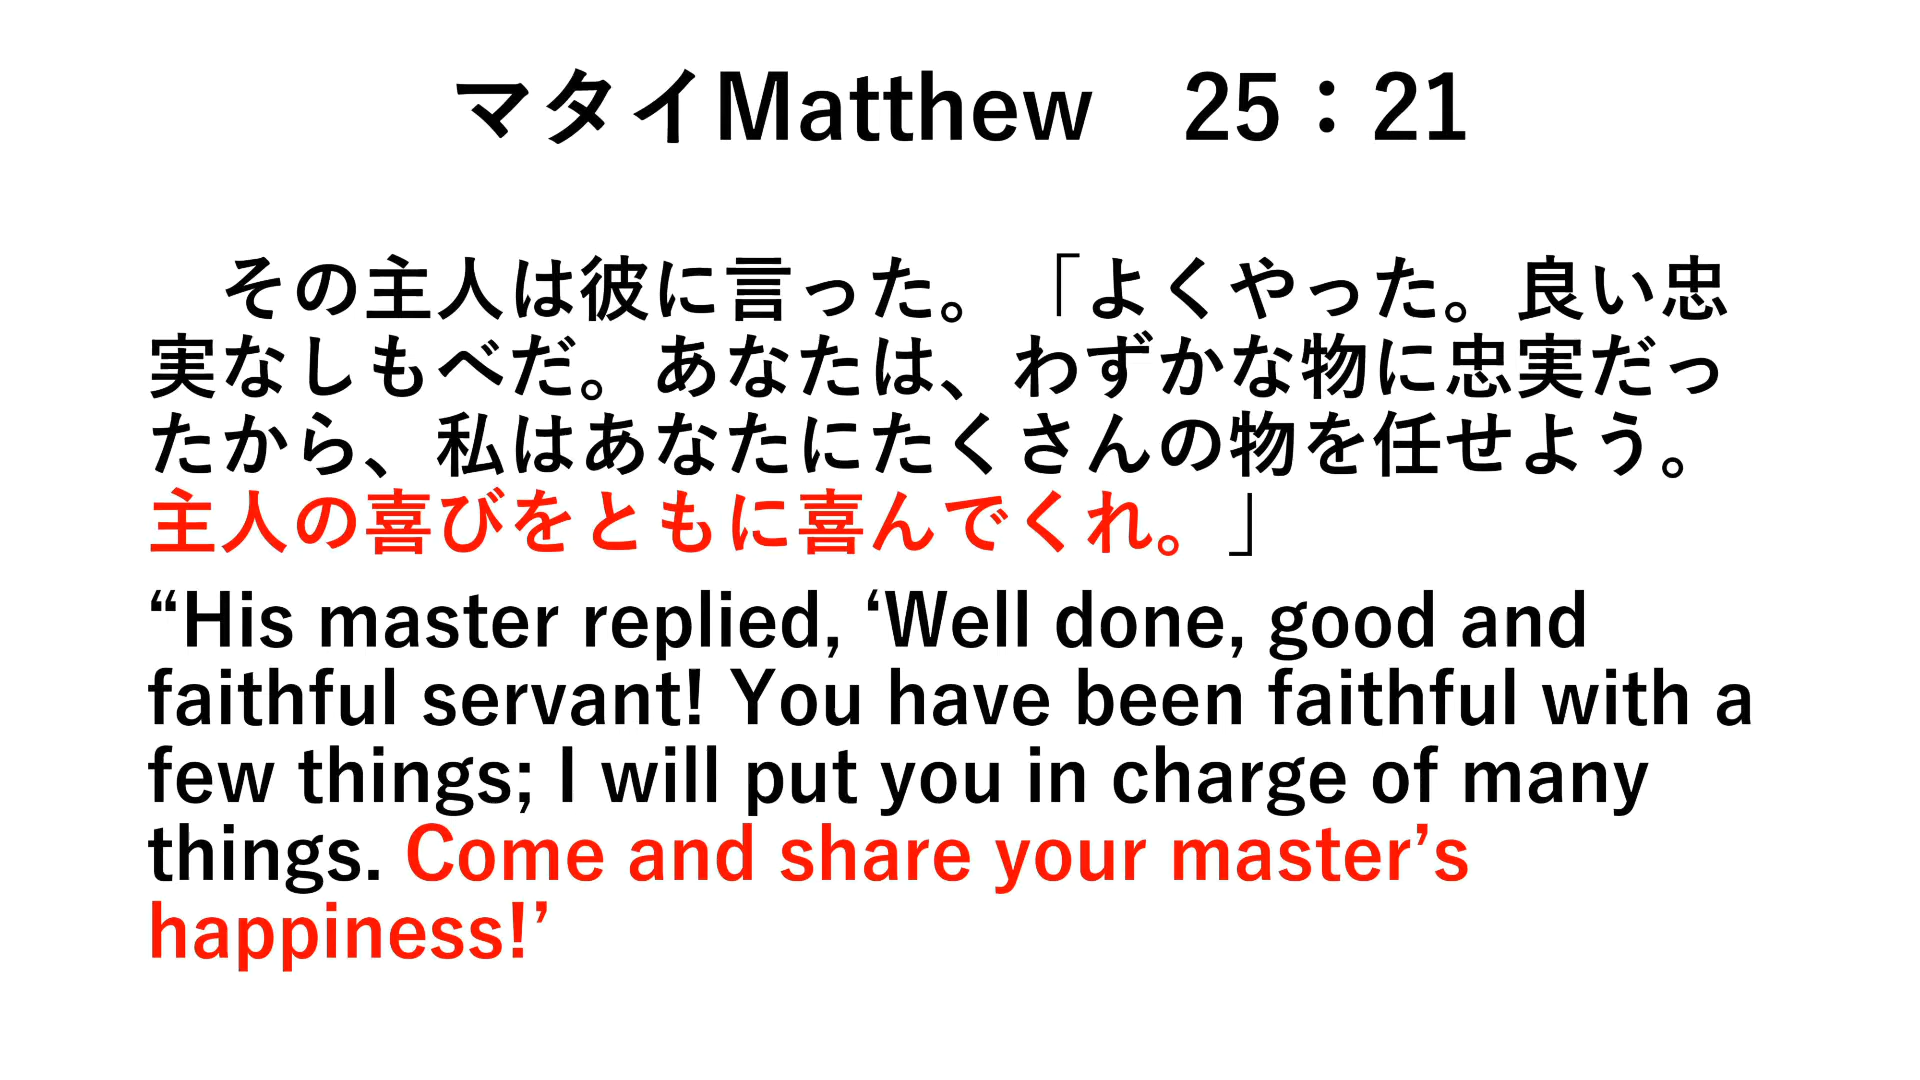 マタイMatthew　25：21
　その主人は彼に言った。「よくやった。良い忠
実なしもべだ。あなたは、わずかな物に忠実だっ
たから、私はあなたにたくさんの物を任せよう。
主人の喜びをともに喜んでくれ。」
“His master replied, ‘Well done, good and
faithful servant! You have been faithful with a
few things; I will put you in charge of many
things. Come and share your master’s
happiness!’